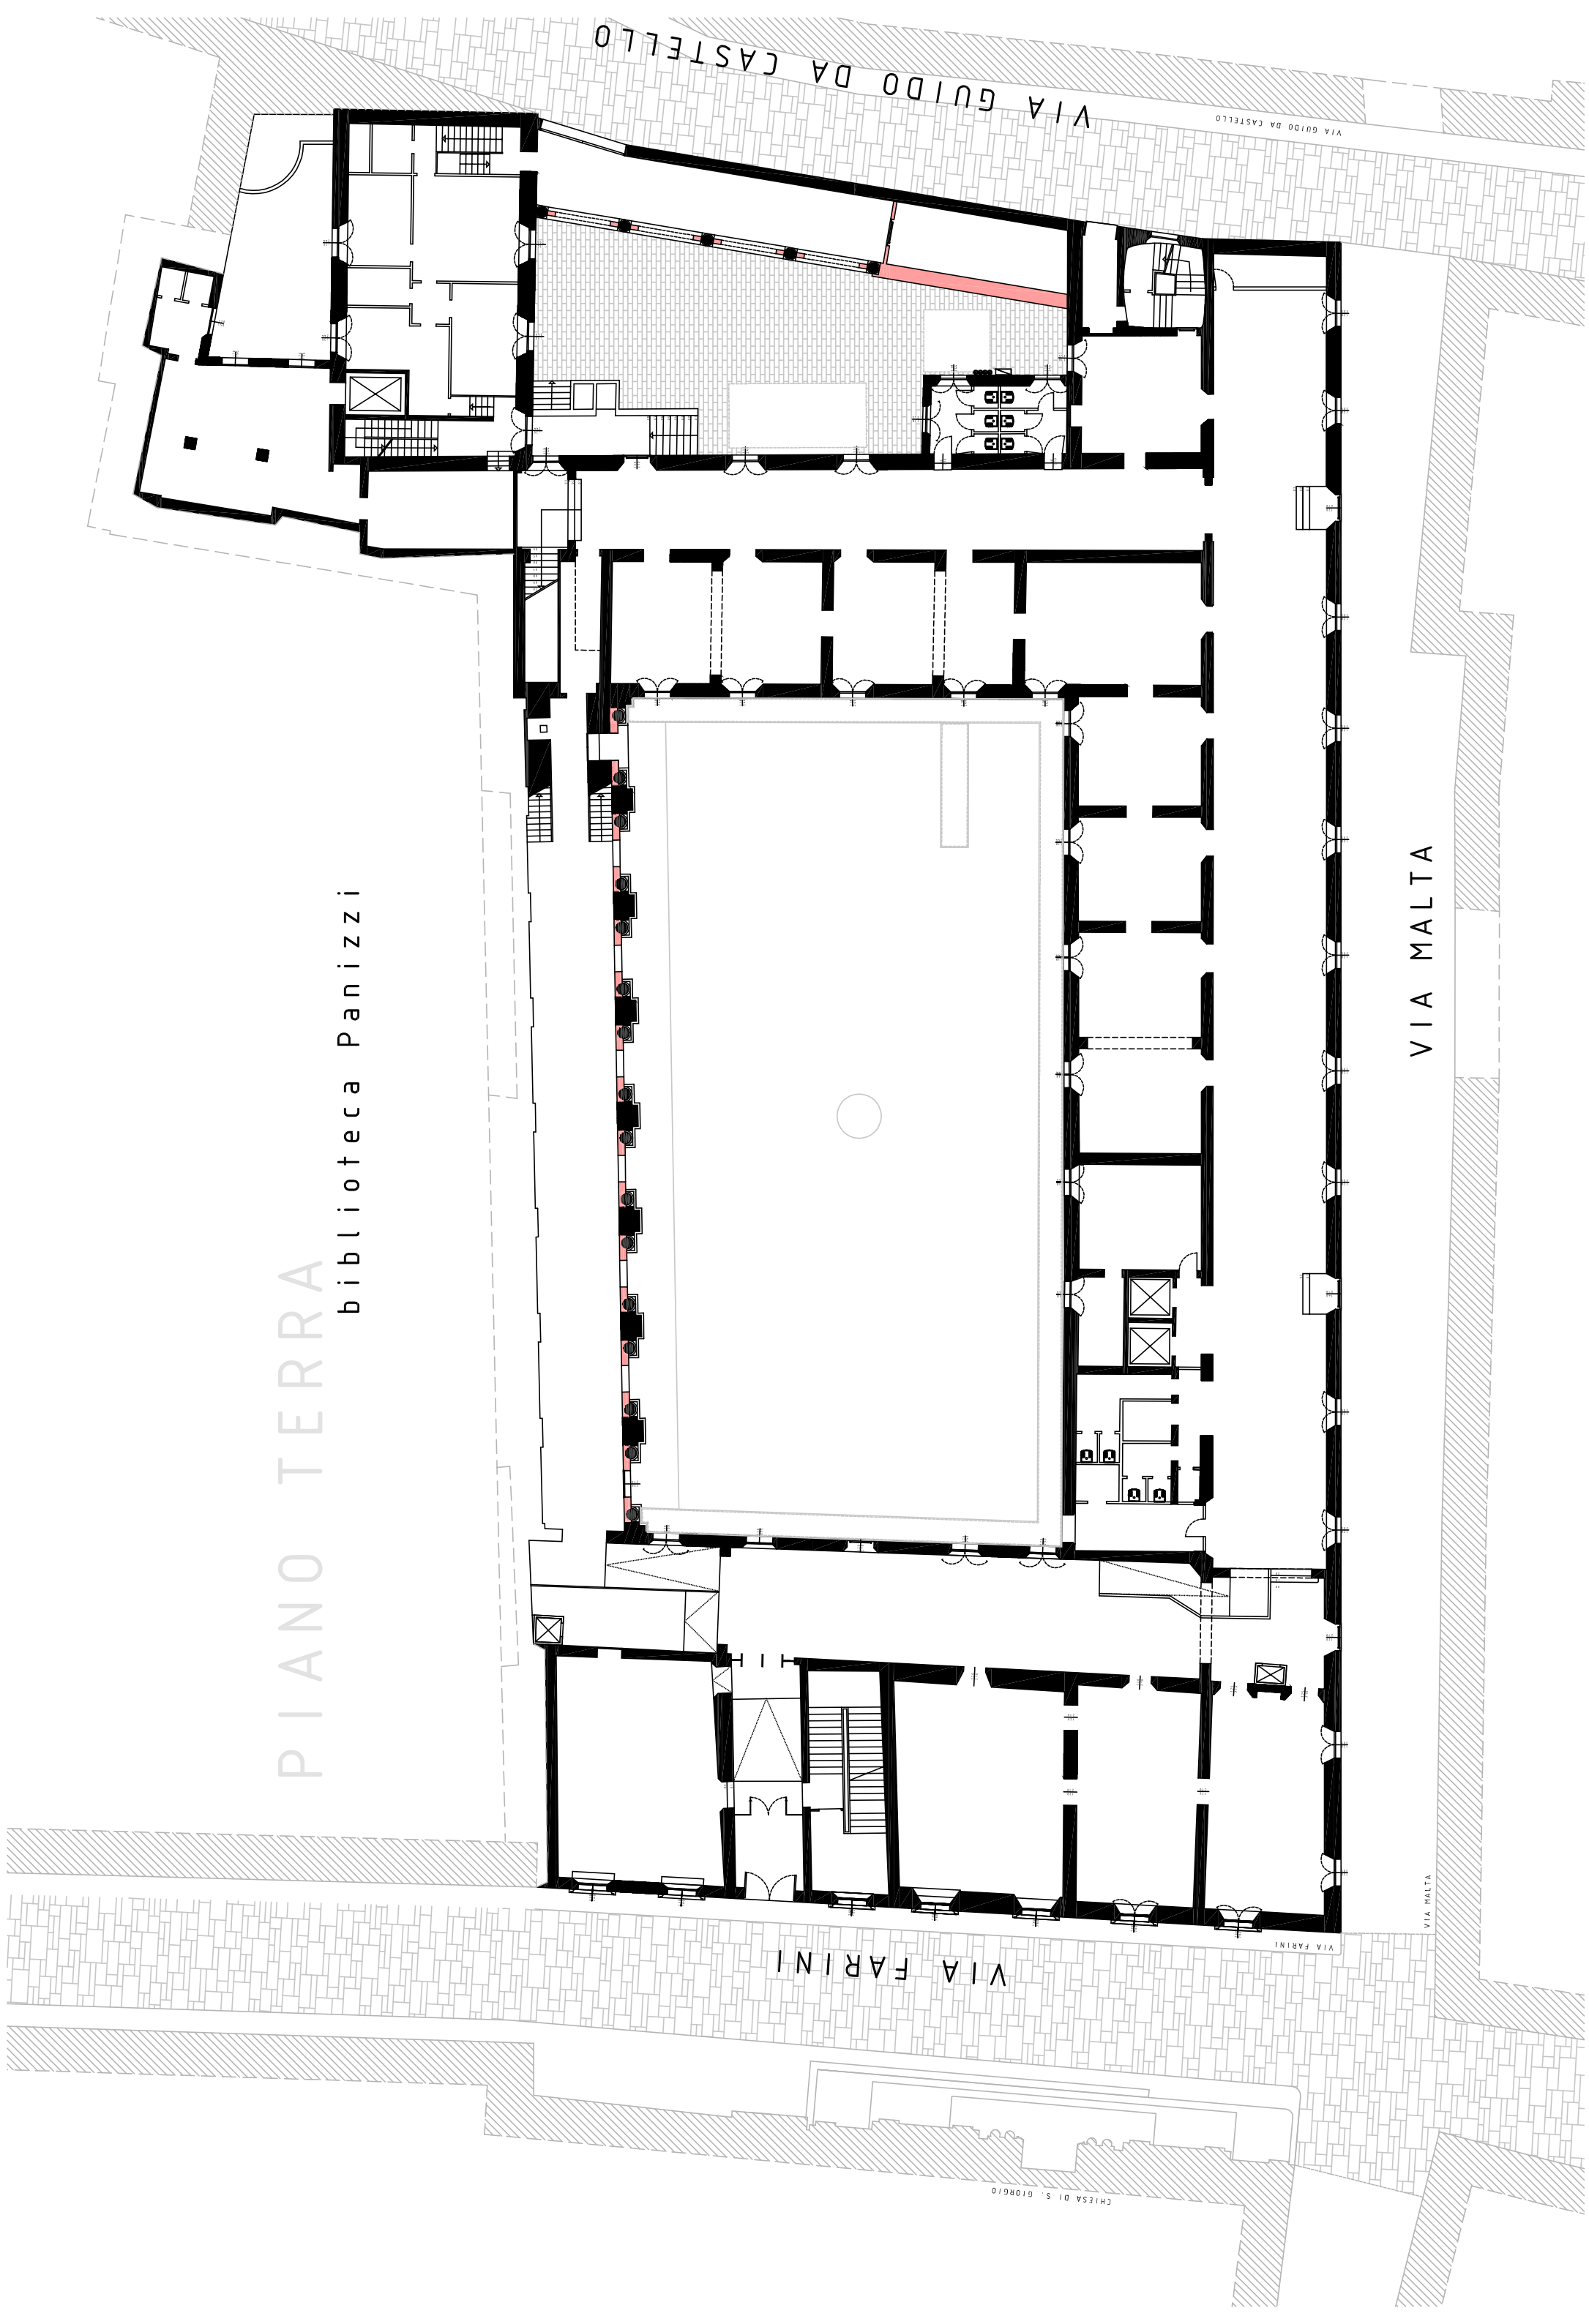 VIA GUIDO DA CASTELLO
VIA GUIDO DA CASTELLO
VIA MALTA
biblioteca Panizzi
PIANO TERRA
VIA MALTA
VIA FARINI
VIA FARINI
CHIESA DI S. GIORGIO